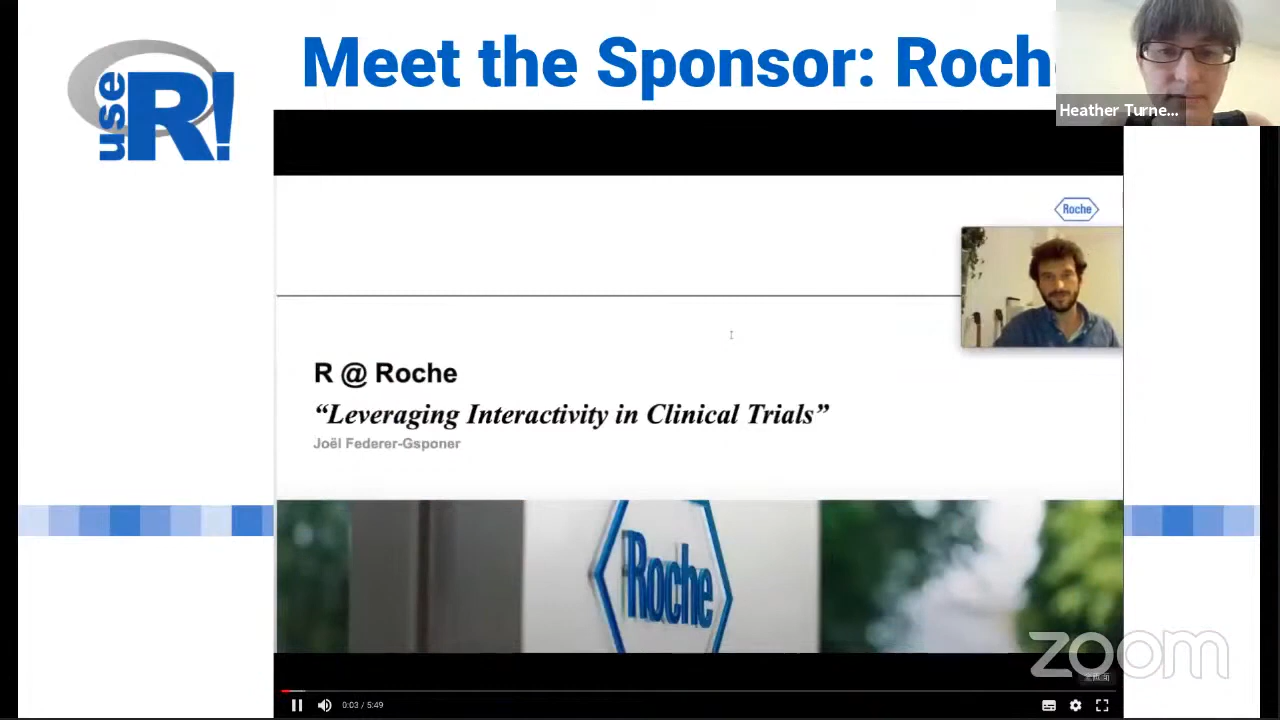 Meet the Sponsor: Roch
use
R!
Heather Turne...
Roche
R @ Roche
“Leveraging Interactivity in Clinical Trials”
Joël Federer-Gsponer
Roche
zoom
0:03 / 5:49